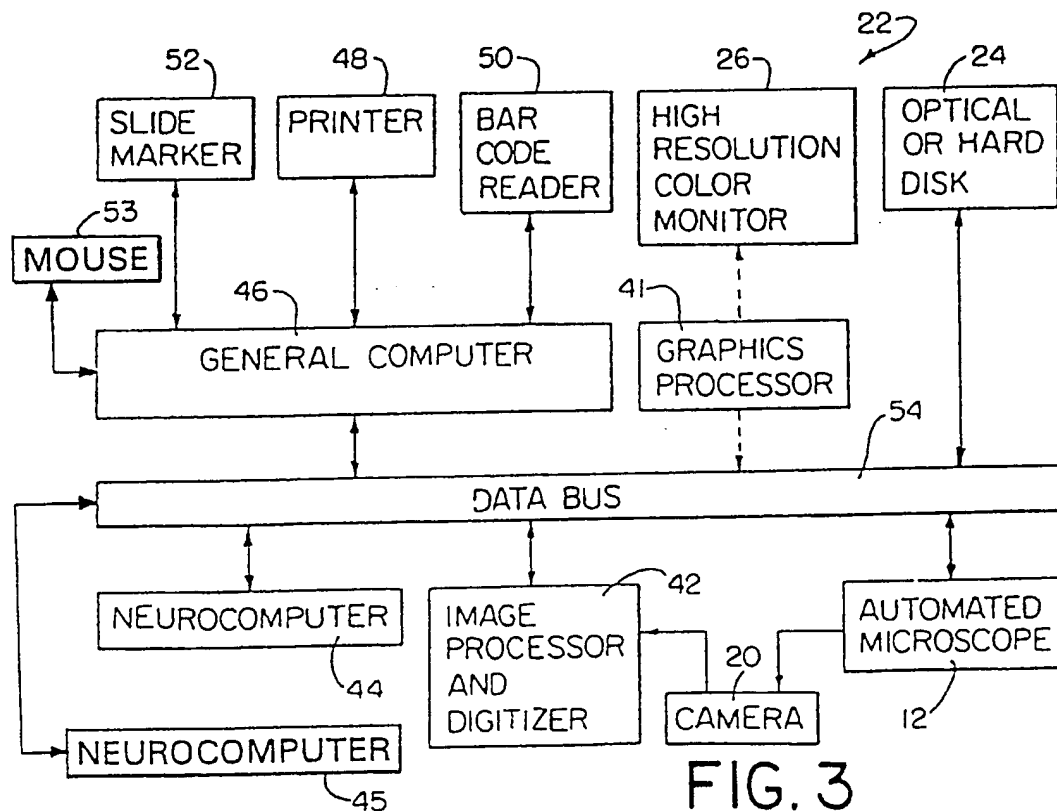 22
52
48
50
26
24
SLIDE
MARKER
PRINTER
BAR
CODE
READER
HIGH
RESOLUTION
COLOR
MONITOR
OPTICAL
OR HARD
DISK
53
MOUSE
46
GENERAL COMPUTER
41
GRAPHICS
PROCESSOR
54
DATA BUS
NEUROCOMPUTER
44
42
IMAGE
PROCESSOR
AND
DIGITIZER
20
CAMERA
AUTOMATED
MICROSCOPE
12
NEUROCOMPUTER
45
FIG. 3